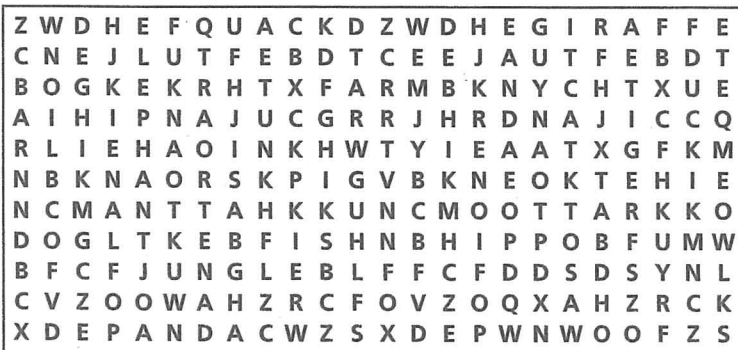 Z W D H E F Q U A C K D Z W D H E G I R A F F E
C N E J L U T F E B D T C E E J A U T F E B D T
B O G K E K R H T X F A R M B K N Y C H T X U E
A I H I P N A J U C G R R J H R D N A J I C C Q
R L I E H A O I N K H W T Y I E A A T X G F K M
N B K N A O R S K P I G V B K N E O K T E H I E
N C M A N T T A H K K U N C M O O T T A R K K O
D O G L T K E B F I S H N B H I P P O B F U M W
B F C F J U N G L E B L F F C F D D S D S Y N L
C V Z O O W A H Z R C F O V Z O Q X A H Z R C K
X D E P A N D A C W Z S X D E P W N W O O F Z S